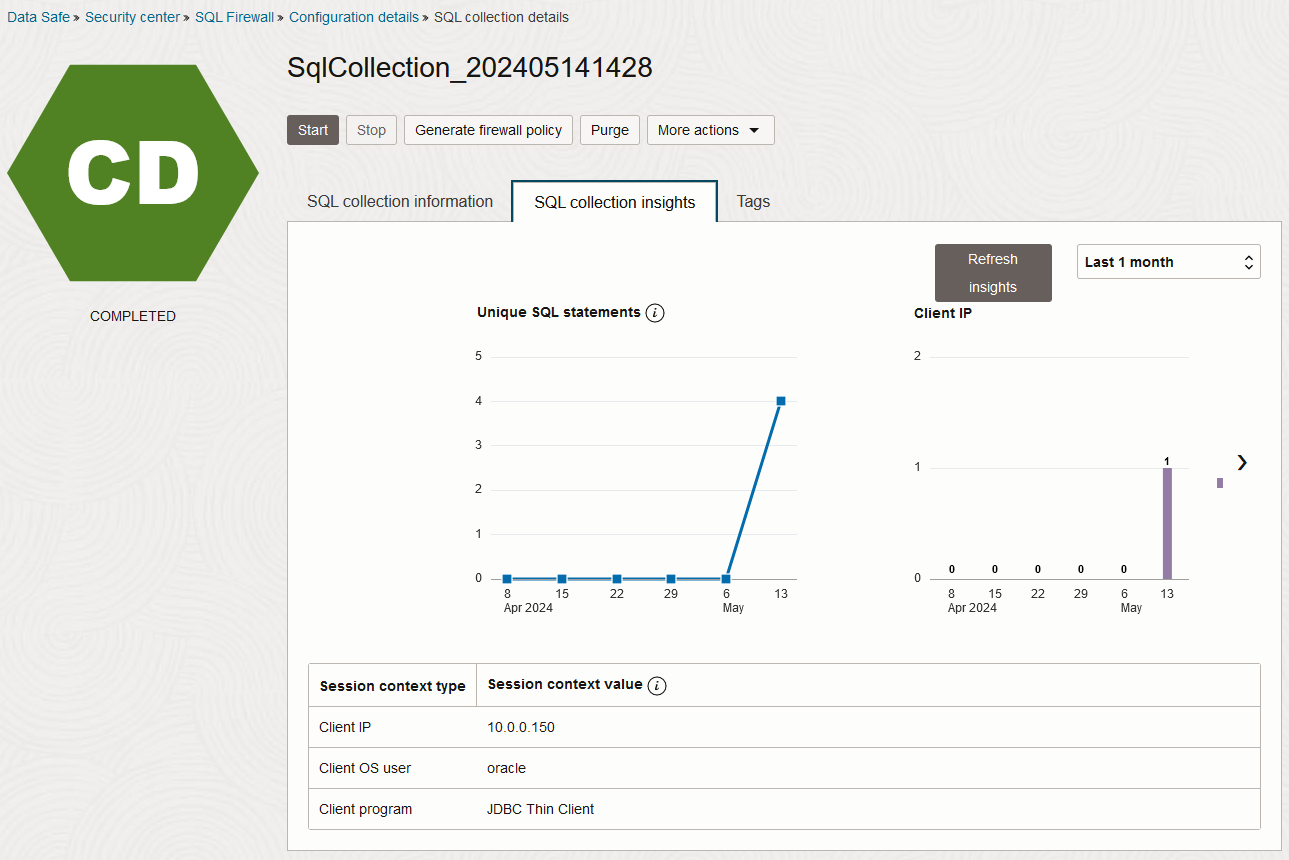 Data Safe » Security center » SQL Firewall » Configuration details » SQL collection details
CD
COMPLETED
SqlCollection_202405141428
Start Stop Generate firewall policy Purge More actions
SQL collection information SQL collection insights Tags
Refresh
insights
Last 1 month
Unique SQL statements i
5
4
3
2
1
0
8 15 22 29 6 13
Apr 2024 May
Client IP
2
1
0
0 0 0 0 0 1
8 15 22 29 6 13
Apr 2024 May
Session context type Session context value i
Client IP 10.0.0.150
Client OS user oracle
Client program JDBC Thin Client